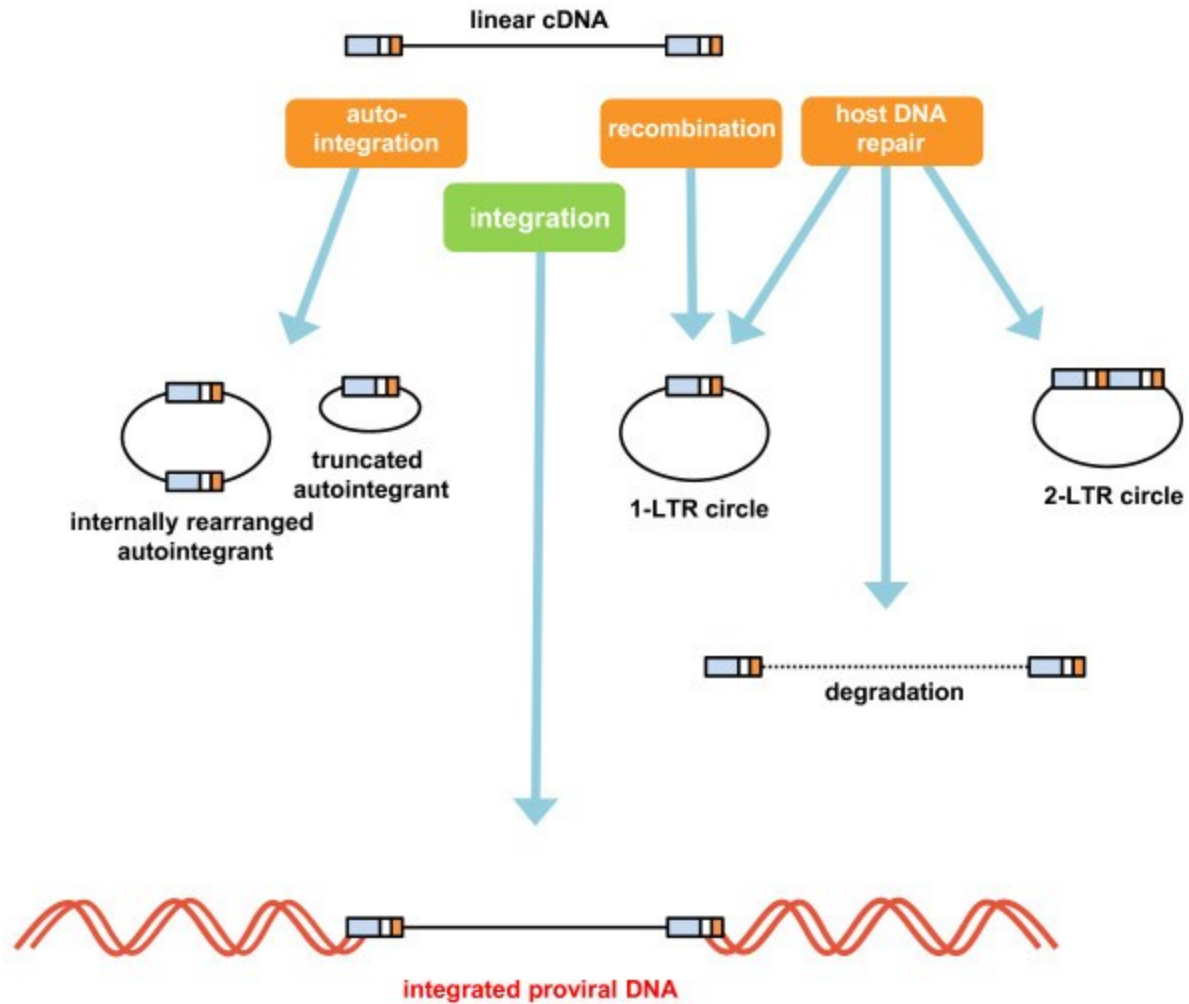 linear cDNA
auto-
integration
recombination
host DNA
repair
integration
truncated
autointegrant
internally rearranged
autointegrant
1-LTR circle
2-LTR circle
degradation
integrated proviral DNA